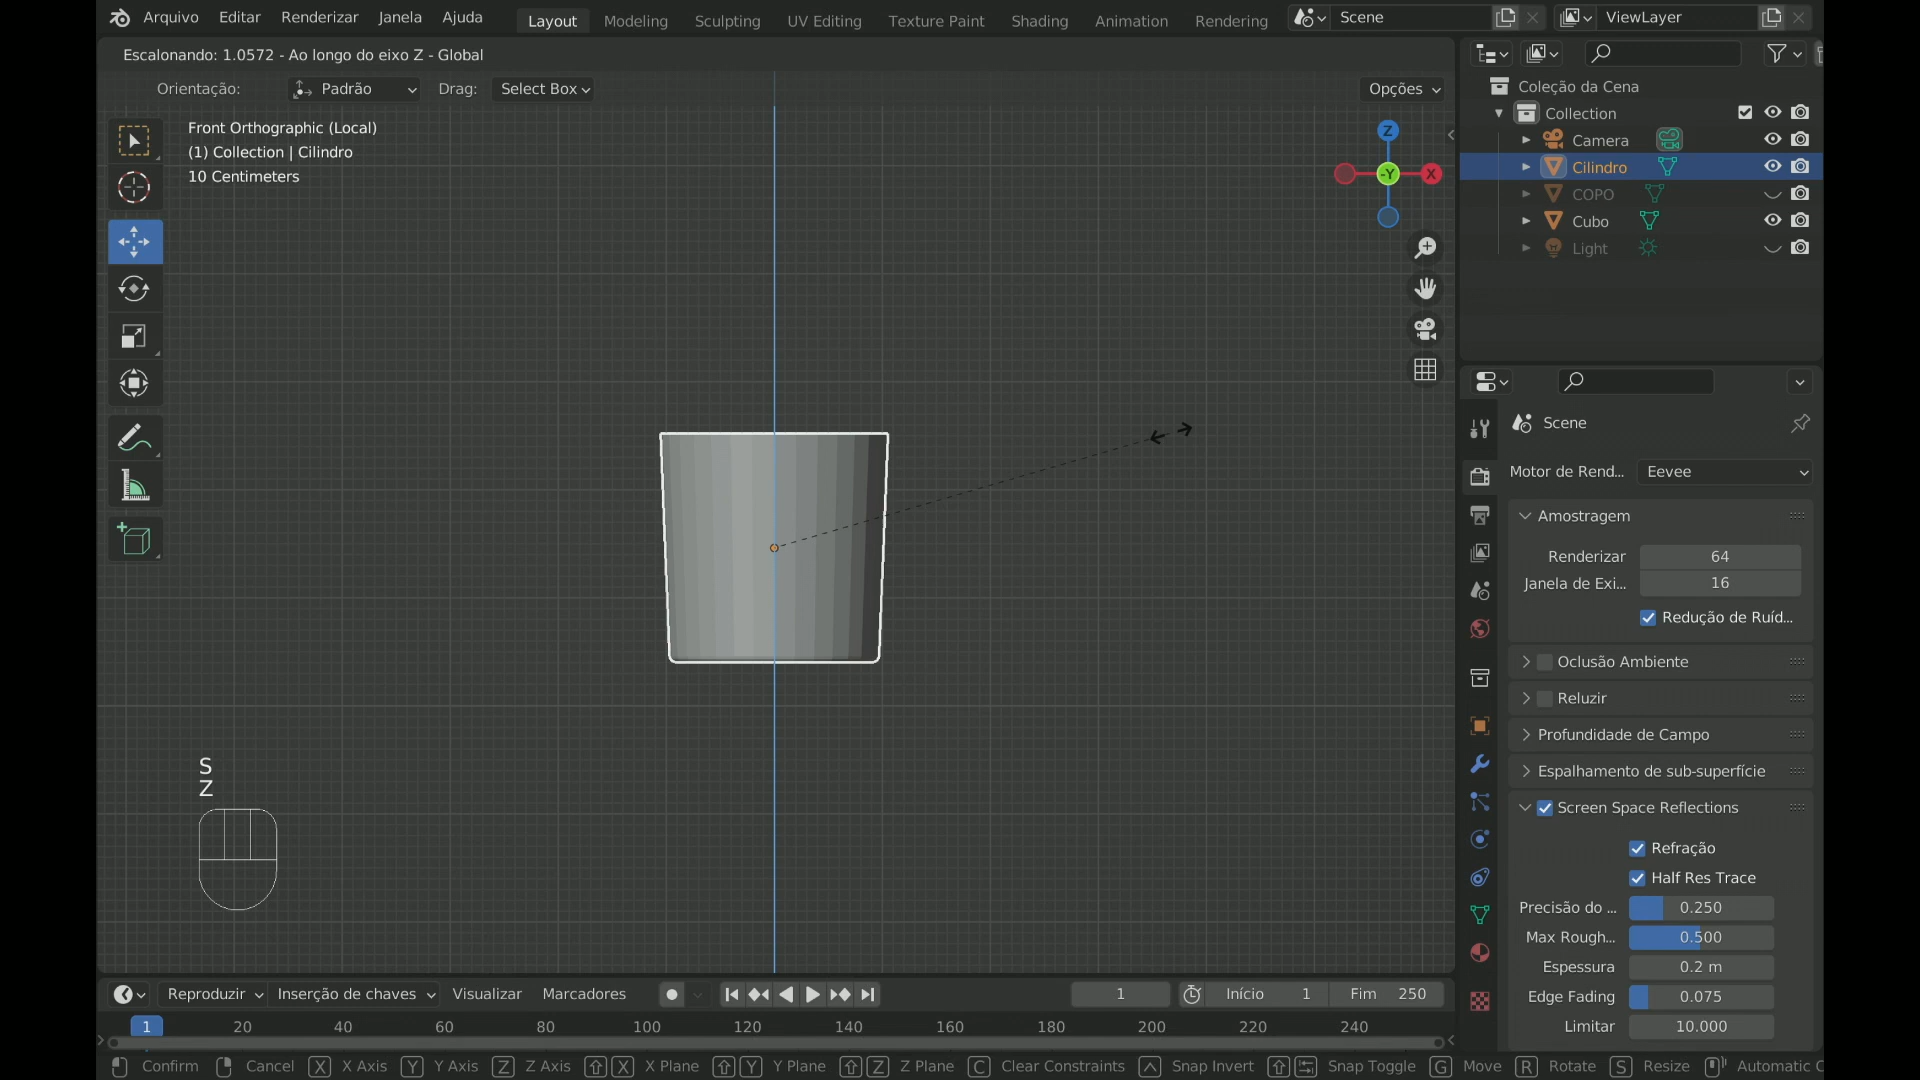 Arquivo Editar Renderizar Janela Ajuda Layout Modeling Sculpting UV Editing Texture Paint Shading Animation Rendering Scene ViewLayer
Escalonando: 1.0572 - Ao longo do eixo Z - Global
Orientação: Padrão Drag: Select Box Opções
Front Orthographic (Local)
(1) Collection | Cilindro
10 Centimeters
Z
-Y
X
S
Z
Coleção da Cena
Collection
Camera
Cilindro
COPO
Cubo
Light
Scene
Motor de Rend... Eevee
Amostragem
Renderizar 64
Janela de Exi... 16
Redução de Ruíd...
Oclusão Ambiente
Reluzir
Profundidade de Campo
Espalhamento de sub-superfície
Screen Space Reflections
Refração
Half Res Trace
Precisão do ... 0.250
Max Rough... 0.500
Espessura 0.2 m
Edge Fading 0.075
Limitar 10.000
Reproduzir Inserção de chaves Visualizar Marcadores 1 Início 1 Fim 250
1 20 40 60 80 100 120 140 160 180 200 220 240
Confirm Cancel X X Axis Y Y Axis Z Z Axis X X Plane Y Y Plane Z Z Plane C Clear Constraints Snap Invert Snap Toggle G Move R Rotate S Resize Automatic C